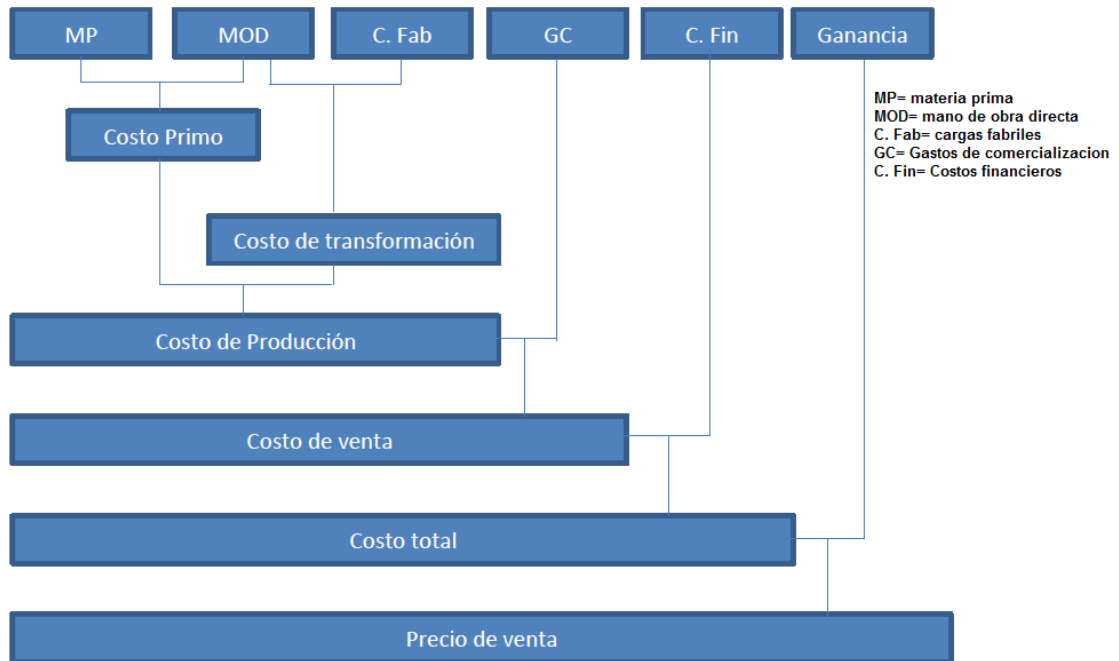 MP
MOD
C. Fab
GC
C. Fin
Ganancia
MP= materia prima
MOD= mano de obra directa
C. Fab= cargas fabriles
GC= Gastos de comercializacion
C. Fin= Costos financieros
Costo Primo
Costo de transformación
Costo de Producción
Costo de venta
Costo total
Precio de venta